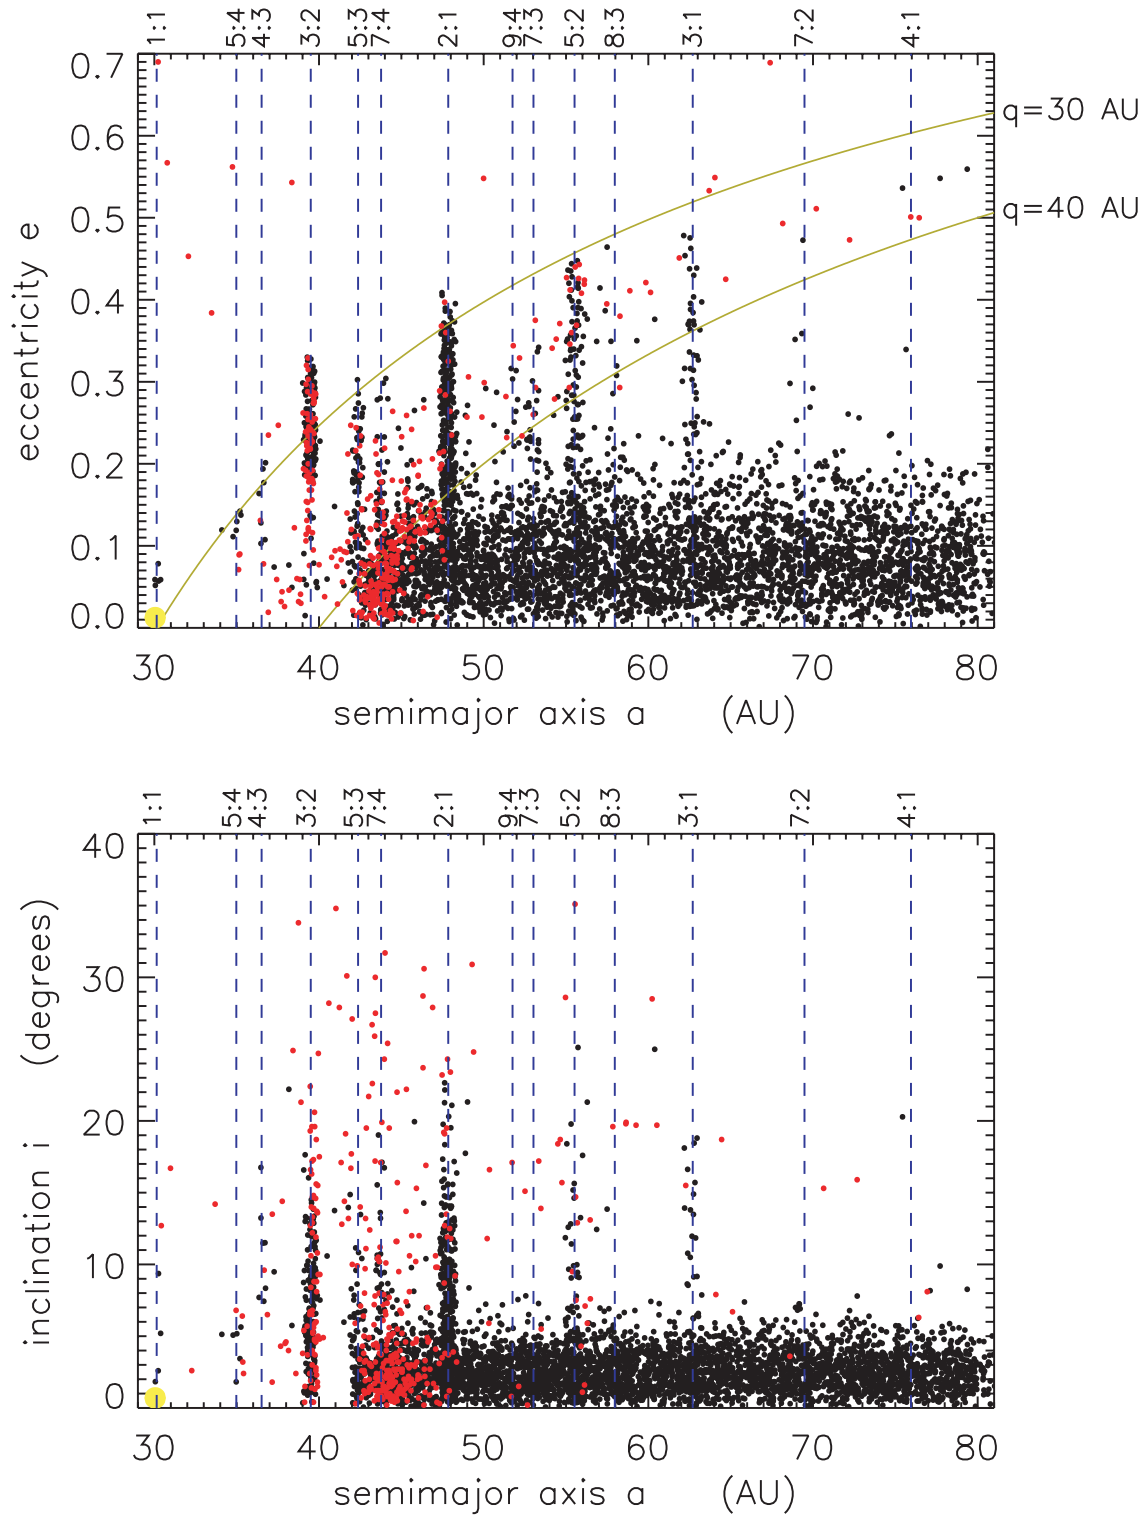 1:1 5:4 4:3 3:2 5:3 7:4 2:1 9:4 7:3 5:2 8:3 3:1 7:2 4:1
0.7
0.6
0.5
0.4
0.3
0.2
0.1
0.0
eccentricity e
q=30 AU
q=40 AU
30 40 50 60 70 80
semimajor axis a (AU)
1:1 5:4 4:3 3:2 5:3 7:4 2:1 9:4 7:3 5:2 8:3 3:1 7:2 4:1
40
30
20
10
0
inclination i (degrees)
30 40 50 60 70 80
semimajor axis a (AU)